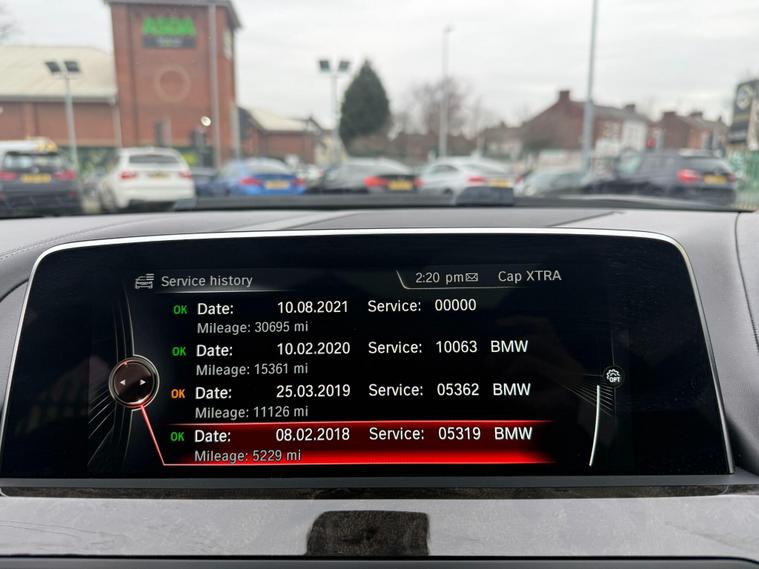 ASDA
Service history
2:20 pm
Cap XTRA
OK Date: 10.08.2021 Service: 00000
Mileage: 30695 mi
OK Date: 10.02.2020 Service: 10063 BMW
Mileage: 15361 mi
OK Date: 25.03.2019 Service: 05362 BMW
Mileage: 11126 mi
OK Date: 08.02.2018 Service: 05319 BMW
Mileage: 5229 mi
OPT